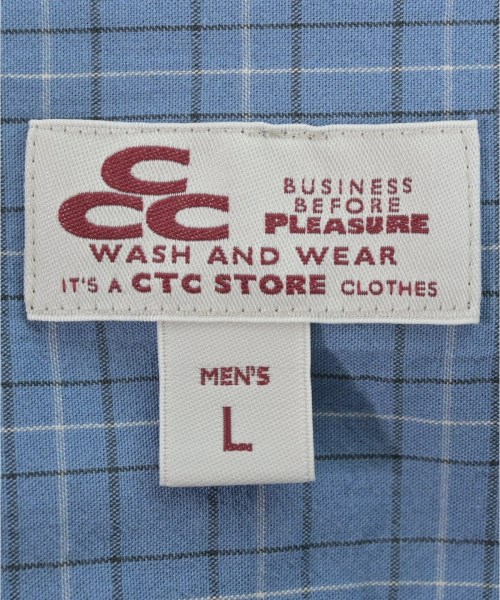 C
CCC
BUSINESS
BEFORE
PLEASURE
WASH AND WEAR
IT'S A CTC STORE CLOTHES
MEN'S
L